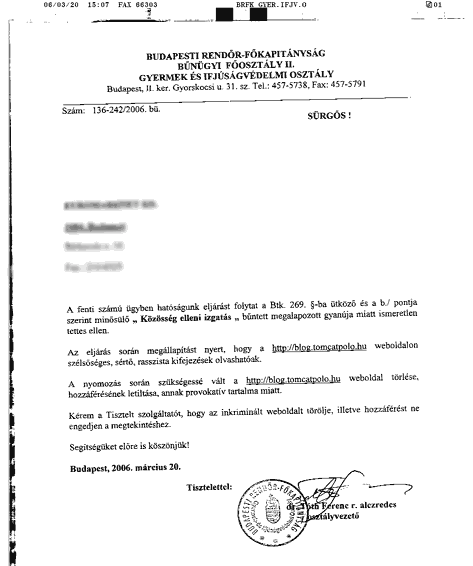 06/03/20 15:07 FAX 66303 BRFK GYER.IFJV.O 01
BUDAPESTI RENDŐR-FŐKAPITÁNYSÁG
BŰNÜGYI FŐOSZTÁLY II.
GYERMEK ÉS IFJÚSÁGVÉDELMI OSZTÁLY
Budapest, II. ker. Gyorskocsi u. 31. sz. Tel.: 457-5738, Fax: 457-5791
Szám: 136-242/2006. bü.
SÜRGŐS !
A fenti számú ügyben hatóságunk eljárást folytat a Btk. 269. §-ba ütköző és a b./ pontja
szerint minősülő „ Közösség elleni izgatás „ bűntett megalapozott gyanúja miatt ismeretlen
tettes ellen.
Az eljárás során megállapítást nyert, hogy a http://blog.tomcatpolo.hu weboldalon
szélsőséges, sértő, rasszista kifejezések olvashatóak.
A nyomozás során szükségessé vált a http://blog.tomcatpolo.hu weboldal törlése,
hozzáférésének letiltása, annak provokatív tartalma miatt.
Kérem a Tisztelt szolgáltatót, hogy az inkriminált weboldalt törölje, illetve hozzáférést ne
engedjen a megtekintéshez.
Segítségüket előre is köszönjük!
Budapest, 2006. március 20.
Tisztelettel:
dr. Tóth Ferenc r. alezredes
osztályvezető
BUDAPESTI RENDŐR-FŐKAPITÁNYSÁG